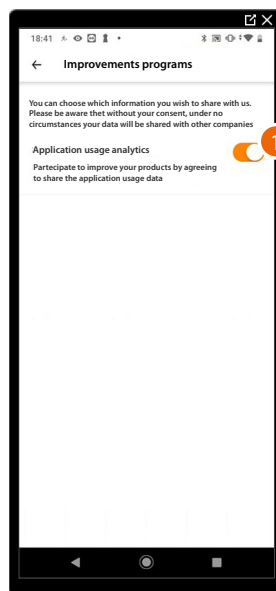 18:41
Improvements programs
You can choose which information you wish to share with us.
Please be aware thet without your consent, under no
circumstances your data will be shared with other companies
Application usage analytics
1
Partecipate to improve your products by agreeing
to share the application usage data